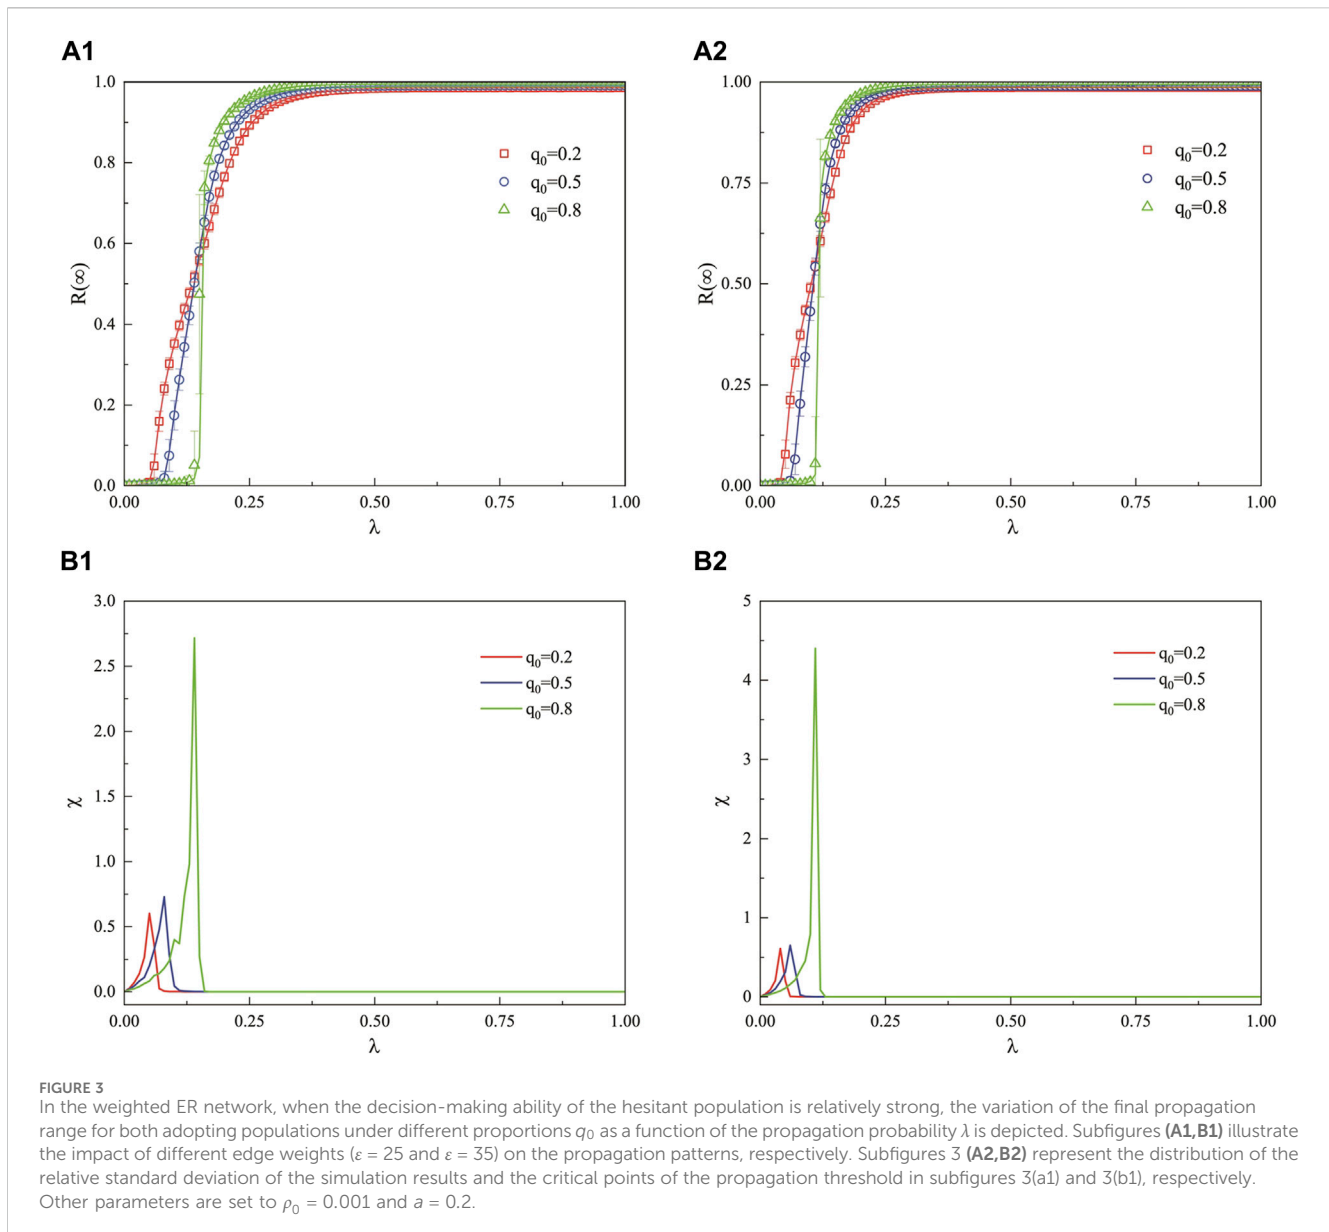 A1
1.0
0.8
0.6
0.4
0.2
0.0
0.00
0.25
0.50
0.75
1.00
R(∞)
λ
q0=0.2
q0=0.5
q0=0.8
A2
1.00
0.75
0.50
0.25
0.00
0.00
0.25
0.50
0.75
1.00
R(∞)
λ
q0=0.2
q0=0.5
q0=0.8
B1
3.0
2.5
2.0
1.5
1.0
0.5
0.0
0.00
0.25
0.50
0.75
1.00
χ
λ
q0=0.2
q0=0.5
q0=0.8
B2
5
4
3
2
1
0
0.00
0.25
0.50
0.75
1.00
χ
λ
q0=0.2
q0=0.5
q0=0.8
FIGURE 3
In the weighted ER network, when the decision-making ability of the hesitant population is relatively strong, the variation of the final propagation
range for both adopting populations under different proportions q0 as a function of the propagation probability λ is depicted. Subfigures (A1,B1) illustrate
the impact of different edge weights (ε = 25 and ε = 35) on the propagation patterns, respectively. Subfigures 3 (A2,B2) represent the distribution of the
relative standard deviation of the simulation results and the critical points of the propagation threshold in subfigures 3(a1) and 3(b1), respectively.
Other parameters are set to ρ0 = 0.001 and a = 0.2.